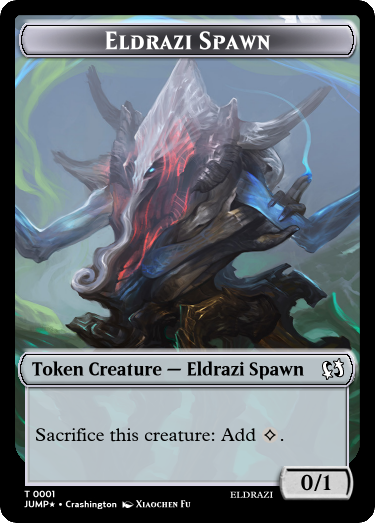 Eldrazi Spawn
Token Creature — Eldrazi Spawn
Sacrifice this creature: Add.
0/1
T 0001
JUMP★ • Crashington Xiaochen Fu
ELDRAZI